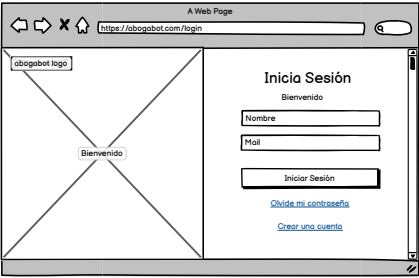 A Web Page
https://abogabot.com/login
abogabot logo
Bienvenido
Inicia Sesión
Bienvenido
Nombre
Mail
Iniciar Sesión
Olvide mi contraseña
Crear una cuenta